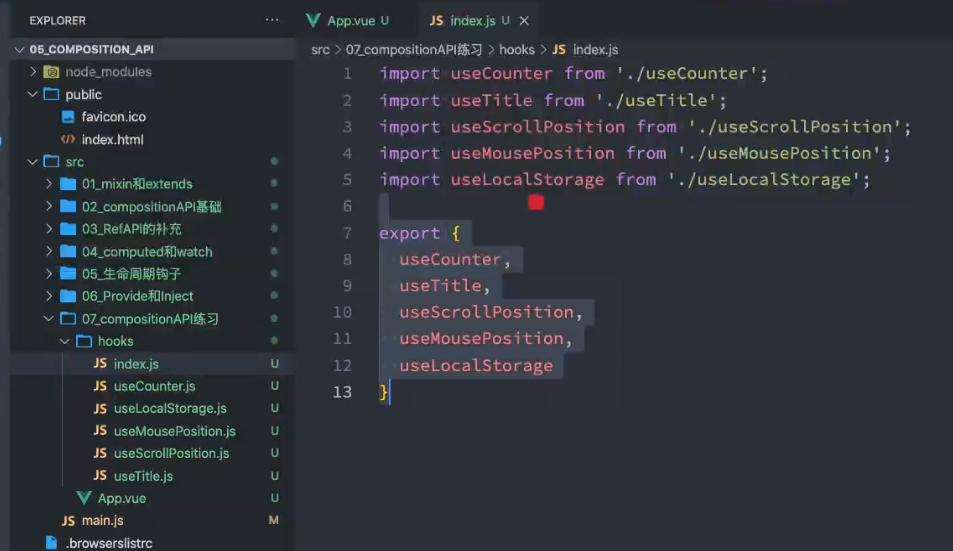 EXPLORER ...
05_COMPOSITION_API
node_modules
public
favicon.ico
index.html
src
01_mixin和extends
02_compositionAPI基础
03_RefAPI的补充
04_computed和watch
05_生命周期钩子
06_Provide和Inject
07_compositionAPI练习
hooks
JS index.js U
JS useCounter.js U
JS useLocalStorage.js U
JS useMousePosition.js U
JS useScrollPosition.js U
JS useTitle.js U
App.vue U
JS main.js M
.browserslistrc
App.vue U JS index.js U ×
src > 07_compositionAPI练习 > hooks > JS index.js
1 import useCounter from './useCounter';
2 import useTitle from './useTitle';
3 import useScrollPosition from './useScrollPosition';
4 import useMousePosition from './useMousePosition';
5 import useLocalStorage from './useLocalStorage';
6
7 export {
8 useCounter,
9 useTitle,
10 useScrollPosition,
11 useMousePosition,
12 useLocalStorage
13 }